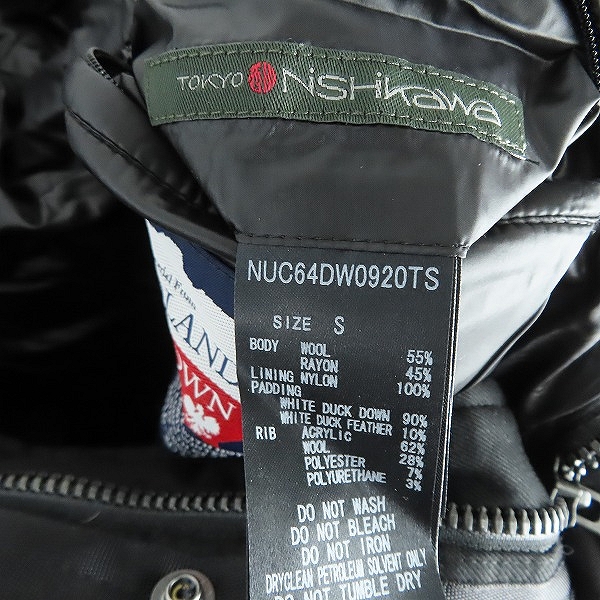 TOKYO NiSHiKaWa
NUC64DW0920TS
SIZE S
BODY WOOL 55%
RAYON 45%
LINING NYLON 100%
PADDING
WHITE DUCK DOWN 90%
WHITE DUCK FEATHER 10%
RIB ACRYLIC 62%
WOOL 28%
POLYESTER 7%
POLYURETHANE 3%
DO NOT WASH
DO NOT BLEACH
DO NOT IRON
DRYCLEAN PETROLEUM SOLVENT ONLY
DO NOT TUMBLE DRY
From
LAND
OWN